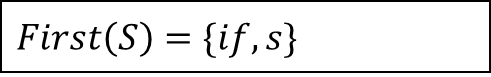 First(S) = {if, s}